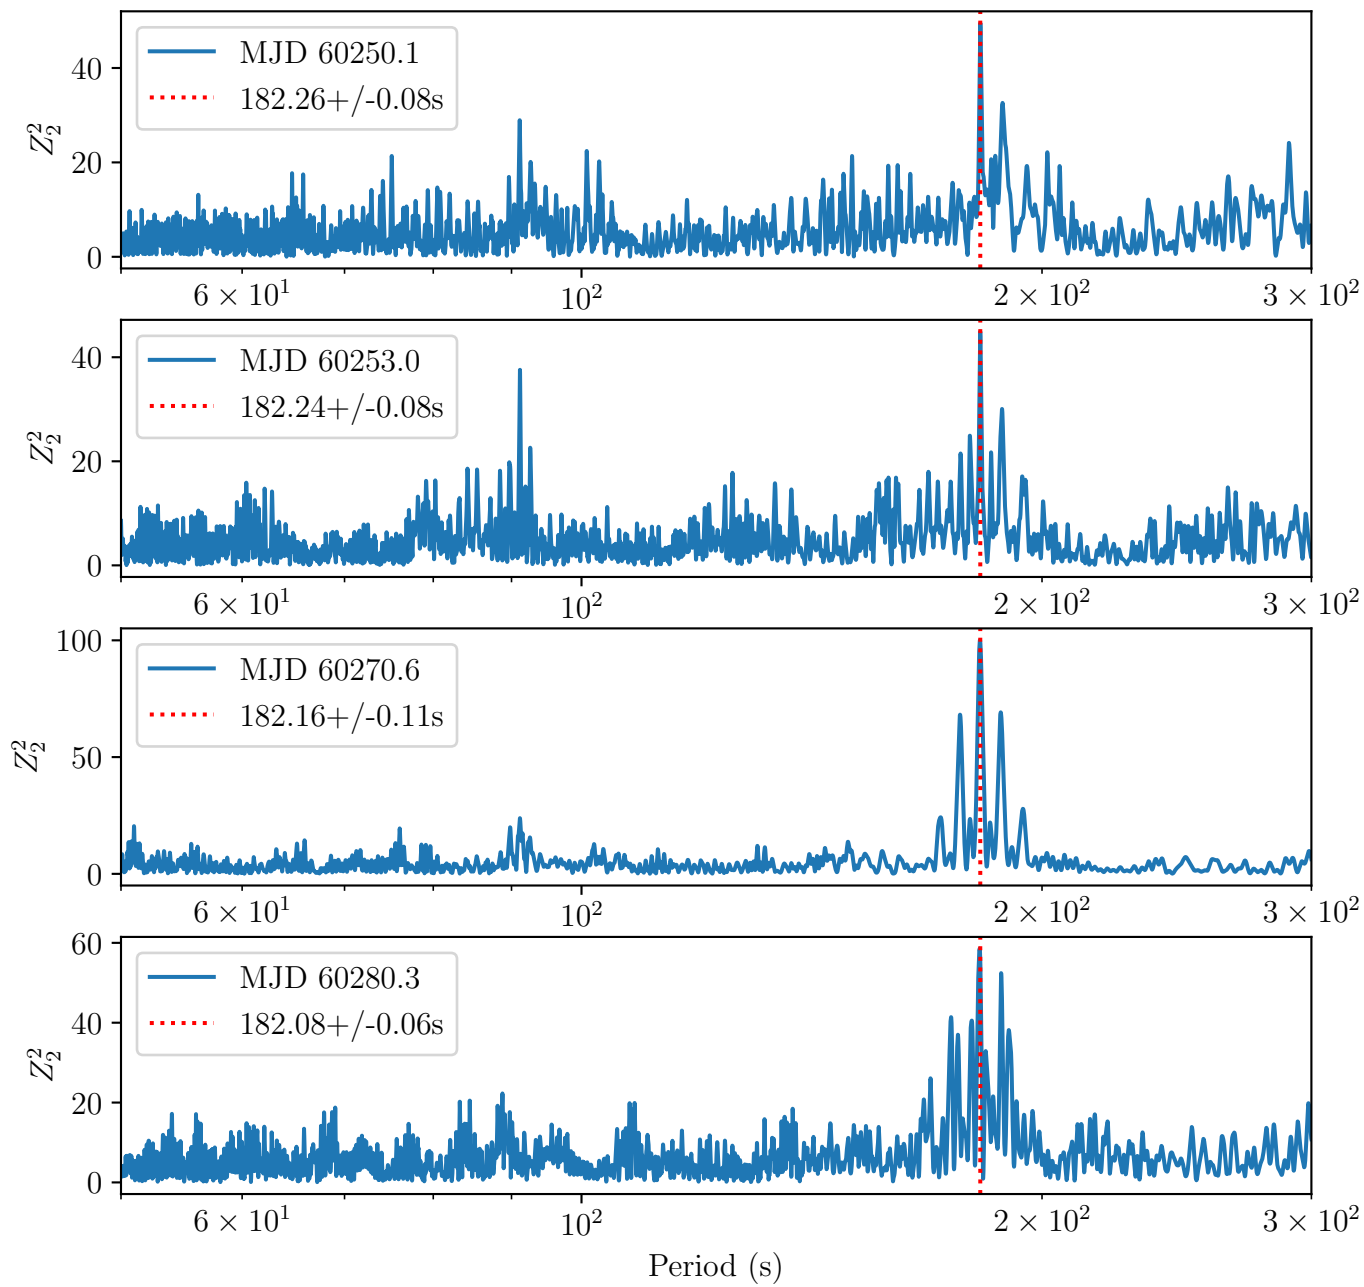 MJD 60250.1
182.26+/-0.08s
Z₂²
40
20
0
6 × 10¹
10²
2 × 10²
3 × 10²
MJD 60253.0
182.24+/-0.08s
Z₂²
40
20
0
6 × 10¹
10²
2 × 10²
3 × 10²
MJD 60270.6
182.16+/-0.11s
Z₂²
100
50
0
6 × 10¹
10²
2 × 10²
3 × 10²
MJD 60280.3
182.08+/-0.06s
Z₂²
60
40
20
0
6 × 10¹
10²
2 × 10²
3 × 10²
Period (s)